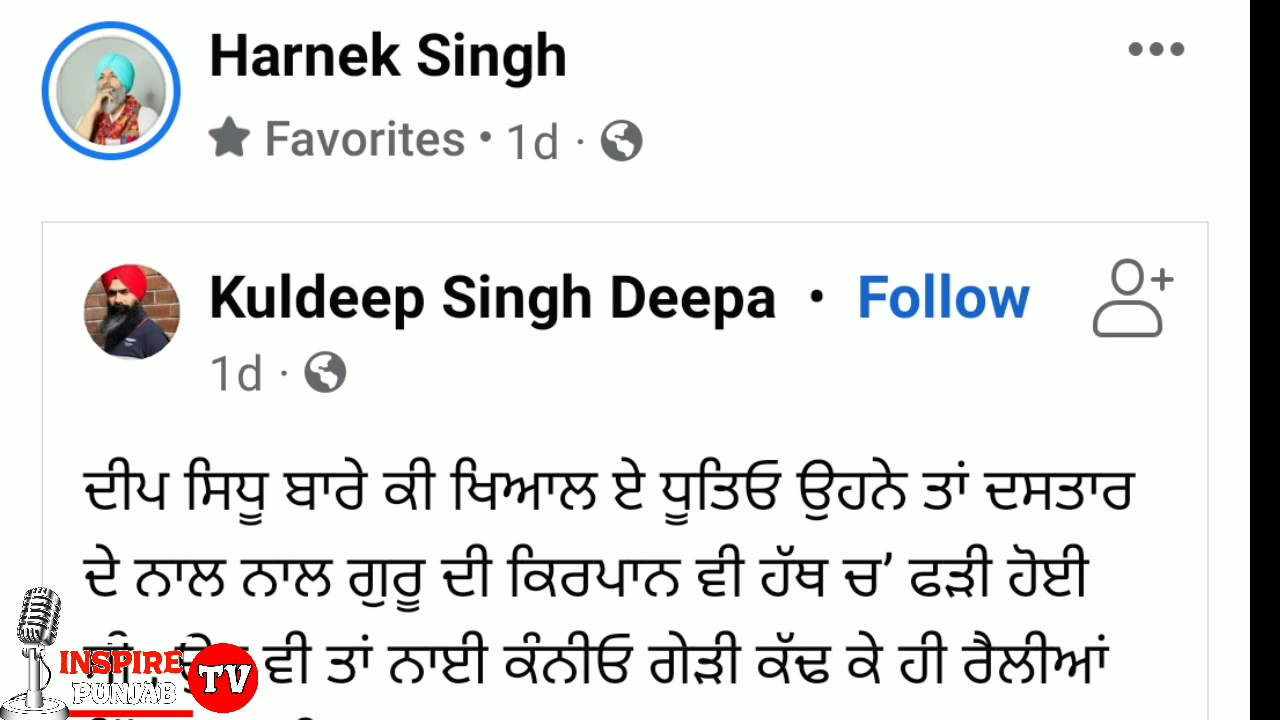 Harnek Singh
Favorites • 1d ·
Kuldeep Singh Deepa • Follow
1d ·
ਦੀਪ ਸਿਧੂ ਬਾਰੇ ਕੀ ਖਿਆਲ ਏ ਧੂਤਿਓ ਉਹਨੇ ਤਾਂ ਦਸਤਾਰ
ਦੇ ਨਾਲ ਨਾਲ ਗੁਰੂ ਦੀ ਕਿਰਪਾਨ ਵੀ ਹੱਥ ਚ’ ਫੜੀ ਹੋਈ
ਵੀ ਤਾਂ ਨਾਈ ਕੰਨੀਓ ਗੇੜੀ ਕੱਢ ਕੇ ਹੀ ਰੈਲੀਆਂ
INSPIRE
PUNJAB
TV